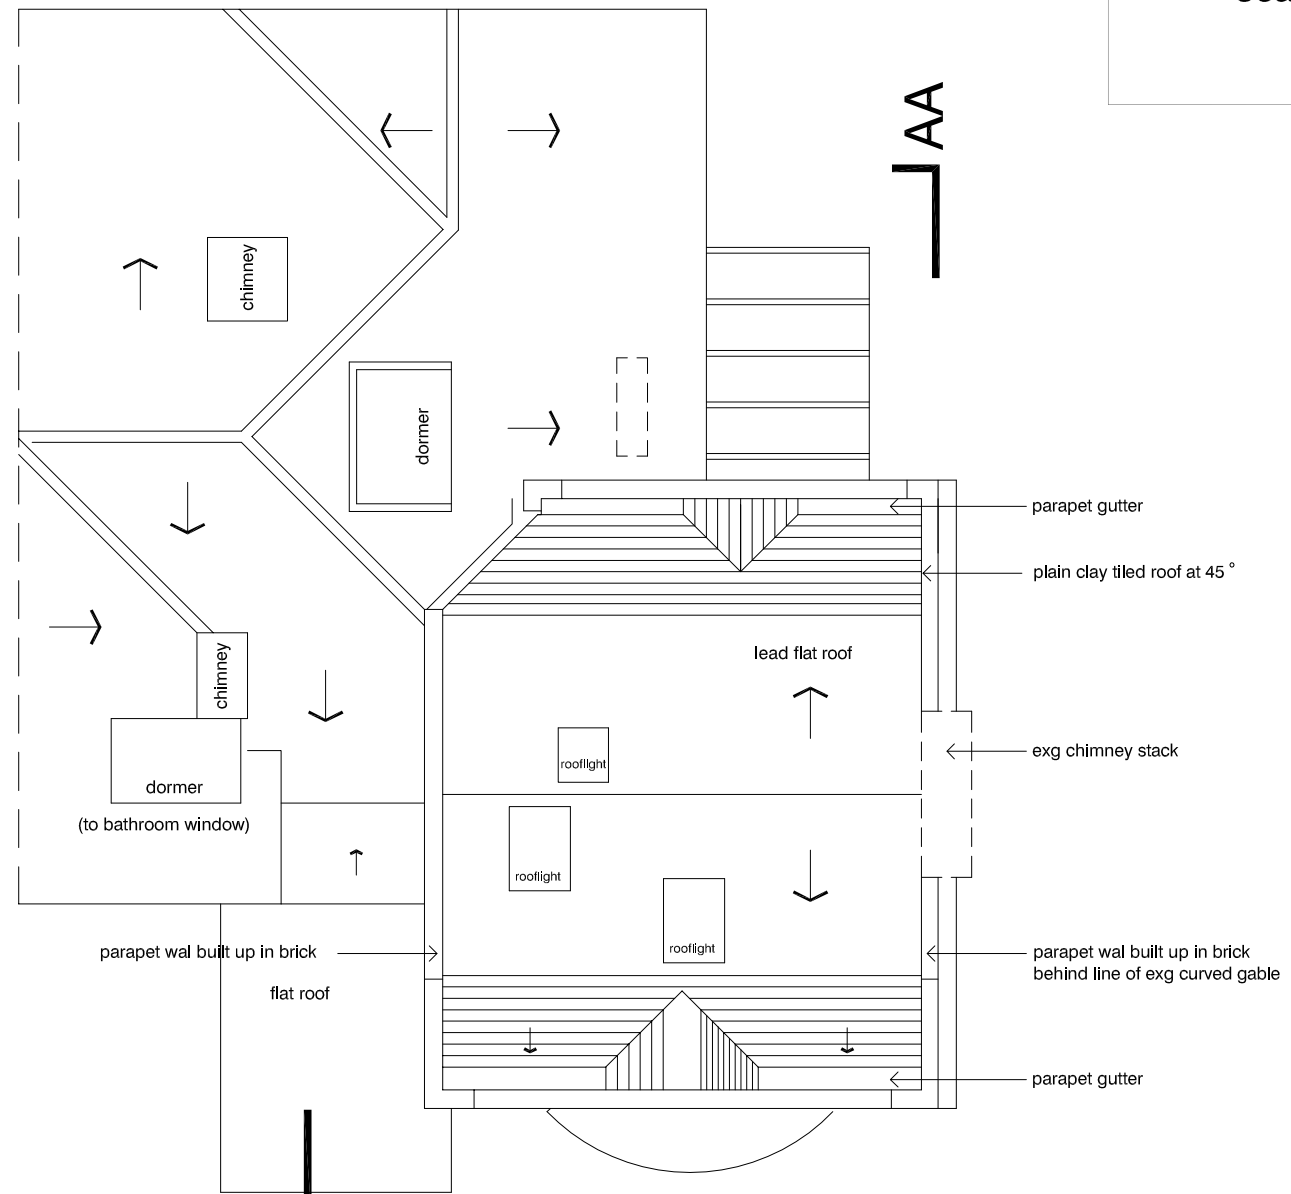 AA
chimney
dormer
parapet gutter
plain clay tiled roof at 45°
chimney
lead flat roof
exg chimney stack
rooflight
dormer
(to bathroom window)
rooflight
rooflight
parapet wal built up in brick
parapet wal built up in brick
behind line of exg curved gable
flat roof
parapet gutter